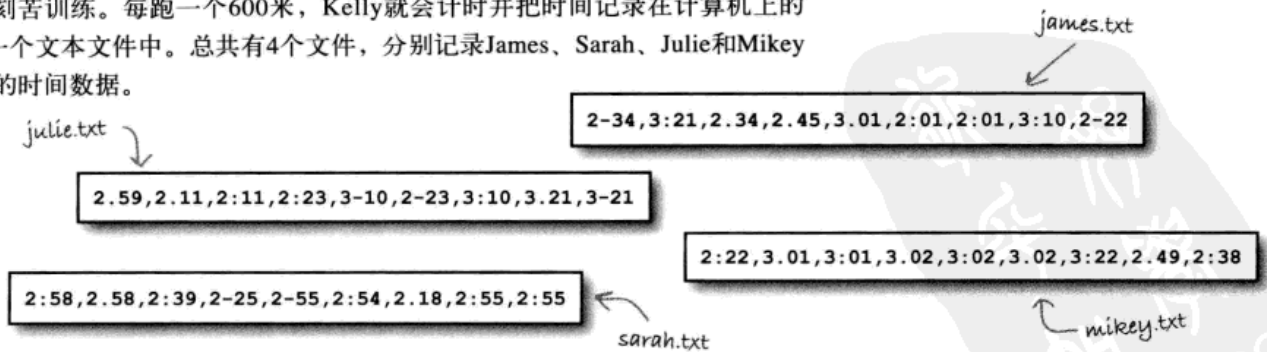 刻苦训练。每跑一个600米，Kelly就会计时并把时间记录在计算机上的
一个文本文件中。总共有4个文件，分别记录James、Sarah、Julie和Mikey
的时间数据。
james.txt
2-34,3:21,2.34,2.45,3.01,2:01,2:01,3:10,2-22
julie.txt
2.59,2.11,2:11,2:23,3-10,2-23,3:10,3.21,3-21
2:22,3.01,3:01,3.02,3:02,3.02,3:22,2.49,2:38
mikey.txt
2:58,2.58,2:39,2-25,2-55,2:54,2.18,2:55,2:55
sarah.txt